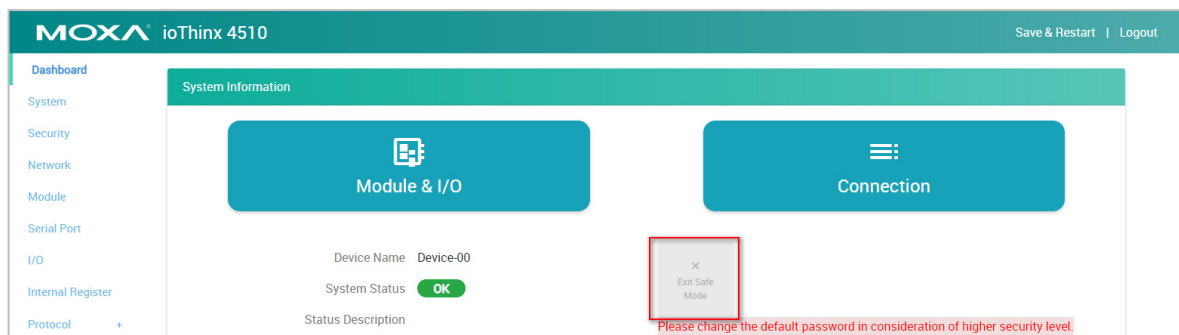 MOXA® ioThinx 4510
Save & Restart | Logout
Dashboard
System
Security
Network
Module
Serial Port
I/O
Internal Register
Protocol +
System Information
Module & I/O
Connection
Device Name Device-00
System Status OK
Status Description
Exit Safe
Mode
Please change the default password in consideration of higher security level.